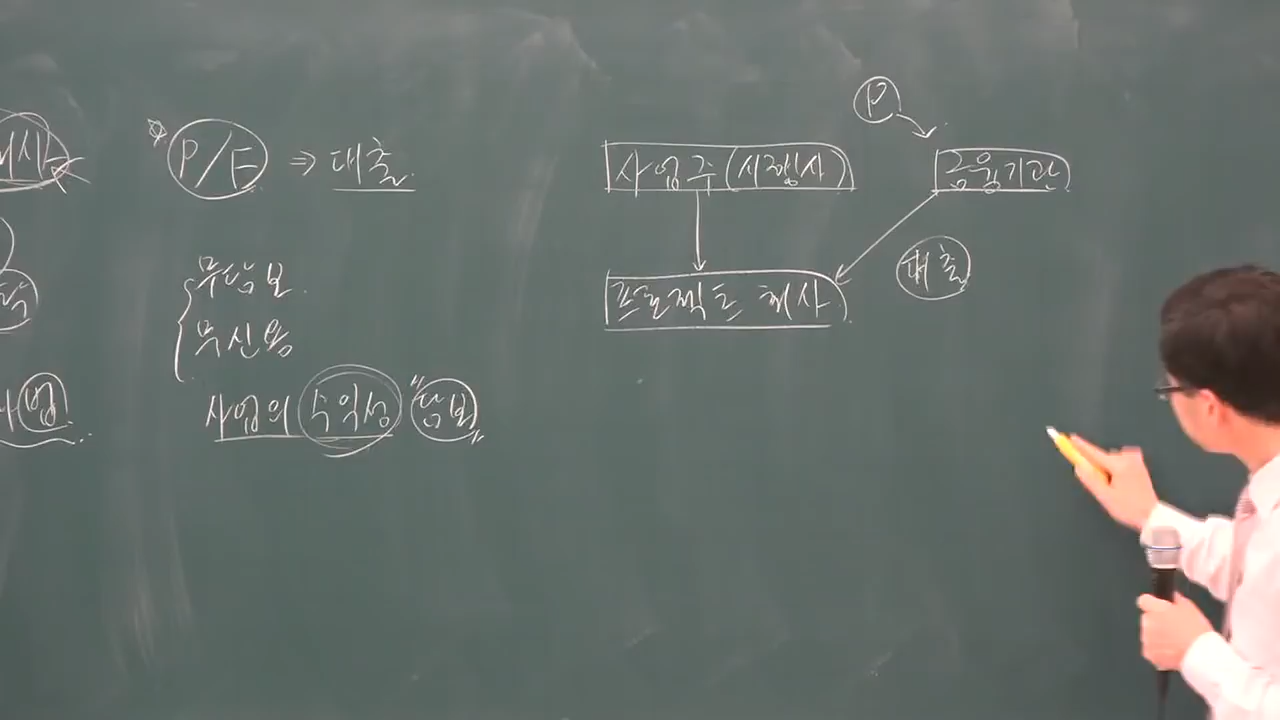 P/F ⇒ 대출
무담보
무신용
사업의 수익성 "담보"
P
사업주 (시행사)
금융기관
대출
프로젝트 회사